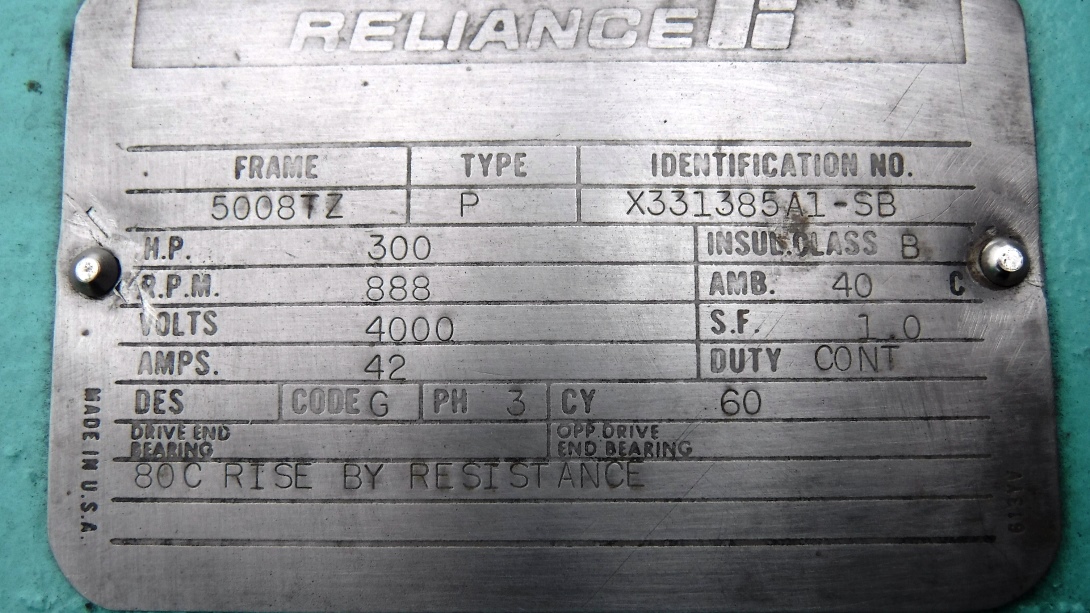 RELIANCE
FRAME TYPE IDENTIFICATION NO.
5008TZ P X331385A1-SB
H.P. 300 INSUL.CLASS B
R.P.M. 888 AMB. 40 C
VOLTS 4000 S.F. 1.0
AMPS. 42 DUTY CONT
DES CODE G PH 3 CY 60
DRIVE END BEARING OPP DRIVE END BEARING
80C RISE BY RESISTANCE
MADE IN U.S.A.